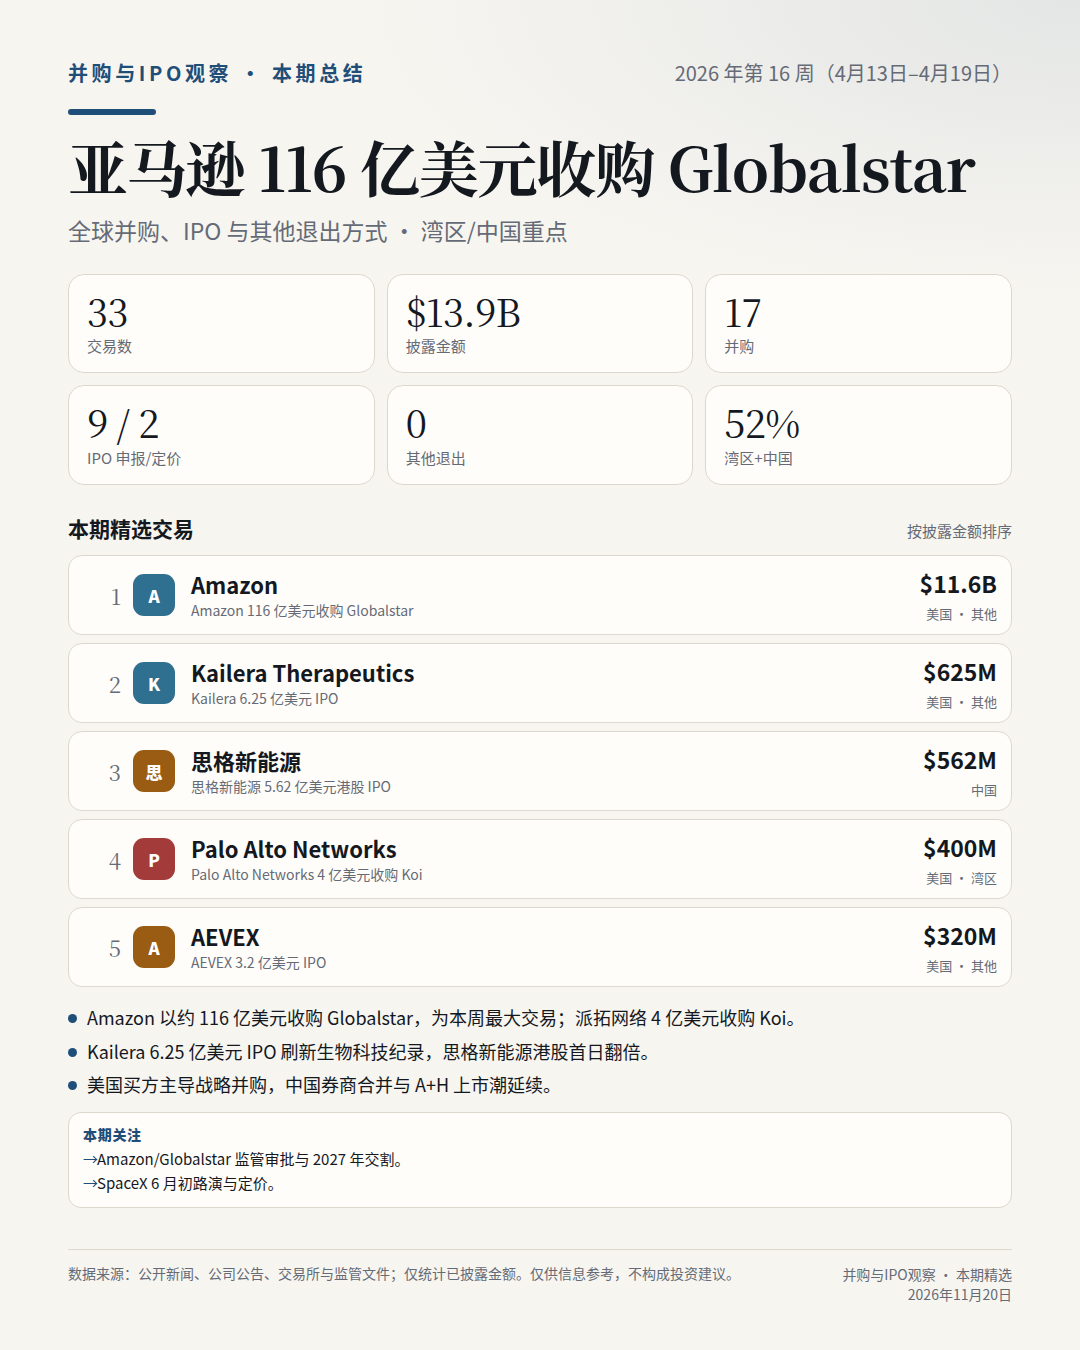 并购与IPO观察 • 本期总结
2026 年第 16 周（4月13日–4月19日）
亚马逊 116 亿美元收购 Globalstar
全球并购、IPO 与其他退出方式 • 湾区/中国重点
33
交易数
$13.9B
披露金额
17
并购
9 / 2
IPO 申报/定价
0
其他退出
52%
湾区+中国
本期精选交易
按披露金额排序
1
A
Amazon
Amazon 116 亿美元收购 Globalstar
$11.6B
美国 • 其他
2
K
Kailera Therapeutics
Kailera 6.25 亿美元 IPO
$625M
美国 • 其他
3
思
思格新能源
思格新能源 5.62 亿美元港股 IPO
$562M
中国
4
P
Palo Alto Networks
Palo Alto Networks 4 亿美元收购 Koi
$400M
美国 • 湾区
5
A
AEVEX
AEVEX 3.2 亿美元 IPO
$320M
美国 • 其他
Amazon 以约 116 亿美元收购 Globalstar，为本周最大交易；派拓网络 4 亿美元收购 Koi。
Kailera 6.25 亿美元 IPO 刷新生物科技纪录，思格新能源港股首日翻倍。
美国买方主导战略并购，中国券商合并与 A+H 上市潮延续。
本期关注
→Amazon/Globalstar 监管审批与 2027 年交割。
→SpaceX 6 月初路演与定价。
数据来源：公开新闻、公司公告、交易所与监管文件；仅统计已披露金额。仅供信息参考，不构成投资建议。
并购与IPO观察 • 本期精选
2026年11月20日